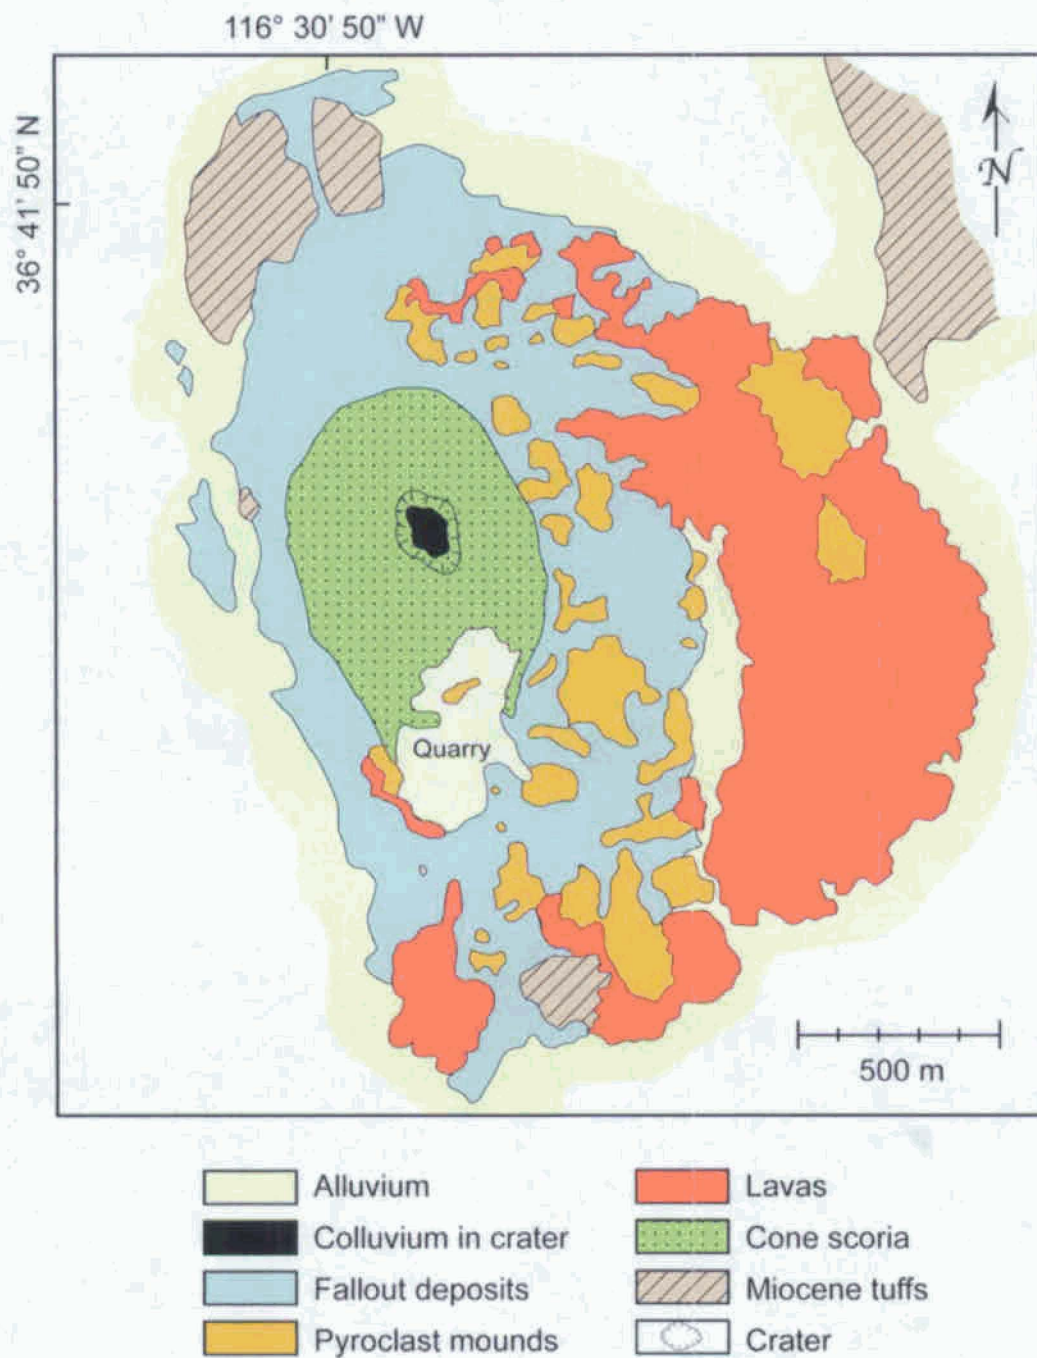 116° 30' 50" W
36° 41' 50" N
N
Quarry
500 m
Alluvium
Lavas
Colluvium in crater
Cone scoria
Fallout deposits
Miocene tuffs
Pyroclast mounds
Crater